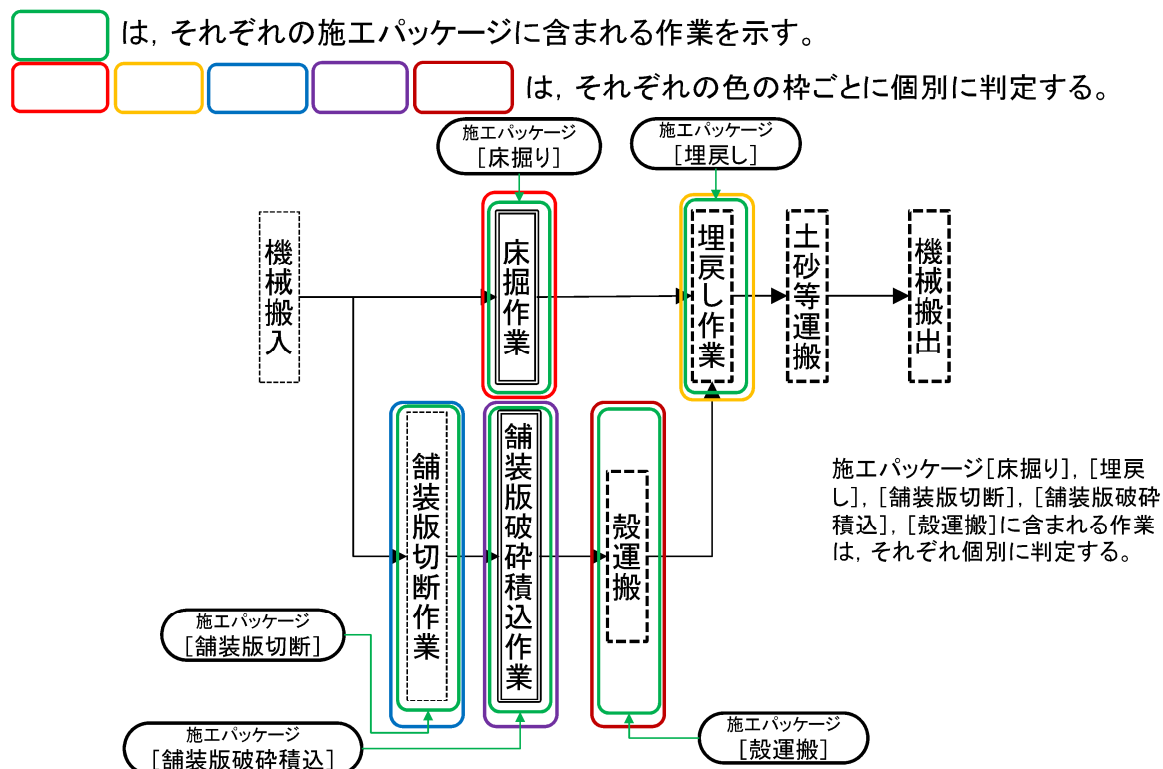 は，それぞれの施工パッケージに含まれる作業を示す。
は，それぞれの色の枠ごとに個別に判定する。
施工パッケージ
［床掘り］
施工パッケージ
［埋戻し］
機械搬入
床掘作業
埋戻し作業
土砂等運搬
機械搬出
舗装版切断作業
舗装版破砕積込作業
殻運搬
施工パッケージ［床掘り］，［埋戻
し］，［舗装版切断］，［舗装版破砕
積込］，［殻運搬］に含まれる作業
は，それぞれ個別に判定する。
施工パッケージ
［舗装版切断］
施工パッケージ
［舗装版破砕積込］
施工パッケージ
［殻運搬］